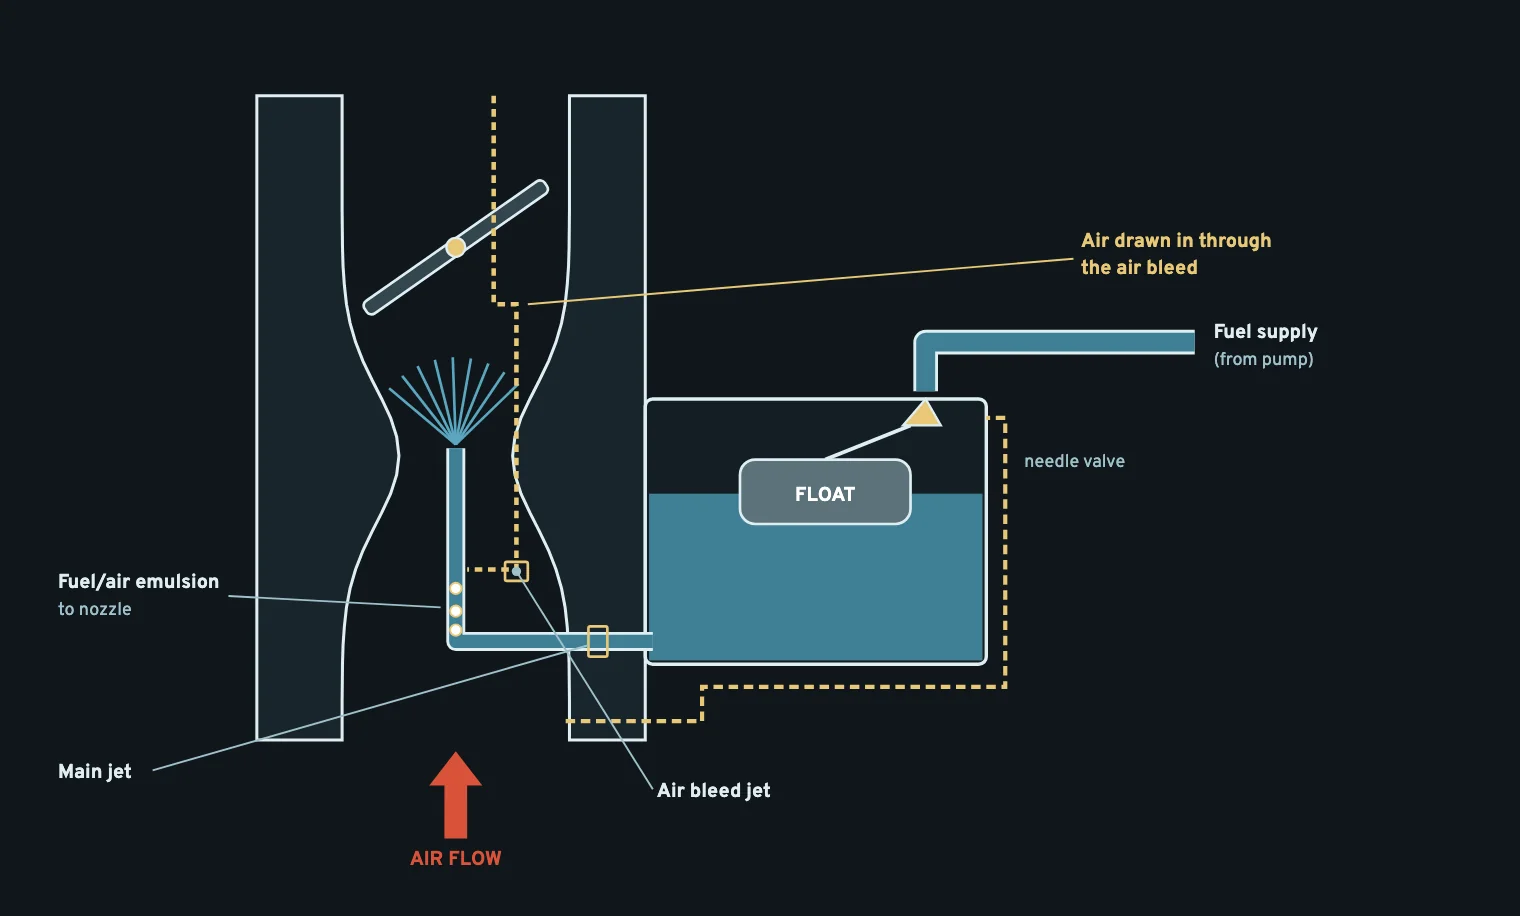 Air drawn in through
the air bleed
Fuel supply
(from pump)
needle valve
FLOAT
Fuel/air emulsion
to nozzle
Main jet
Air bleed jet
AIR FLOW